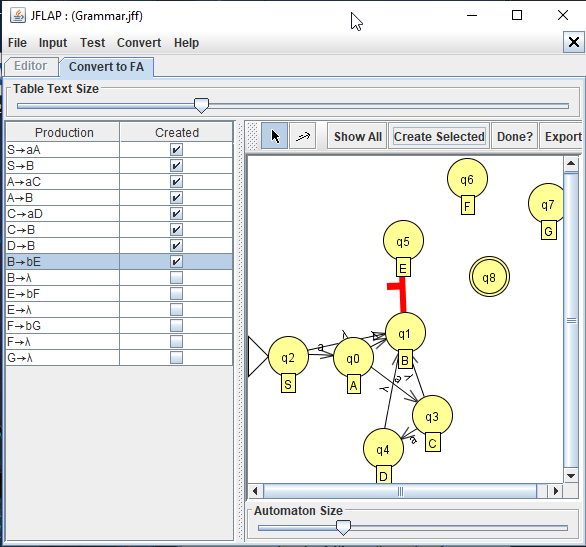 JFLAP : (Grammar.jff)
File Input Test Convert Help
Editor Convert to FA
Table Text Size
Production Created
S→aA
S→B
A→aC
A→B
C→aD
C→B
D→B
B→bE
B→λ
E→bF
E→λ
F→bG
F→λ
G→λ
Show All Create Selected Done? Export
q6
F
q7
G
q5
E
q8
q1
B
q2
S
q0
A
q3
C
q4
D
a
λ
a
λ
λ
Automaton Size